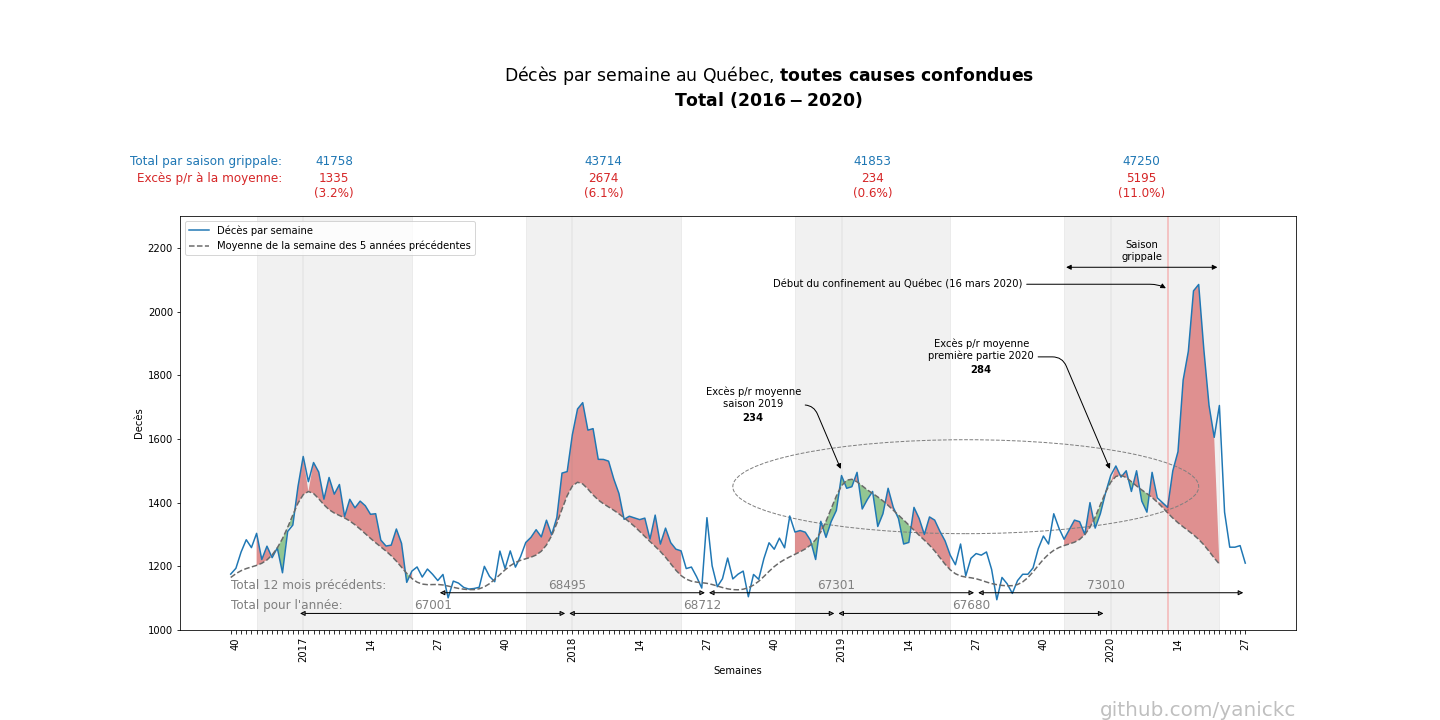 Décès par semaine au Québec, toutes causes confondues
Total (2016 – 2020)
Total par saison grippale: 41758 43714 41853 47250
Excès p/r à la moyenne: 1335 2674 234 5195
(3.2%) (6.1%) (0.6%) (11.0%)
Décès par semaine
Moyenne de la semaine des 5 années précédentes
Saison
grippale
Début du confinement au Québec (16 mars 2020)
Excès p/r moyenne
première partie 2020
284
Excès p/r moyenne
saison 2019
234
2200
2000
1800
1600
1400
1200
1000
Decès
Total 12 mois précédents: 68495 67301 73010
Total pour l'année: 67001 68712 67680
40 2017 14 27 40 2018 14 27 40 2019 14 27 40 2020 14 27
Semaines
github.com/yanickc